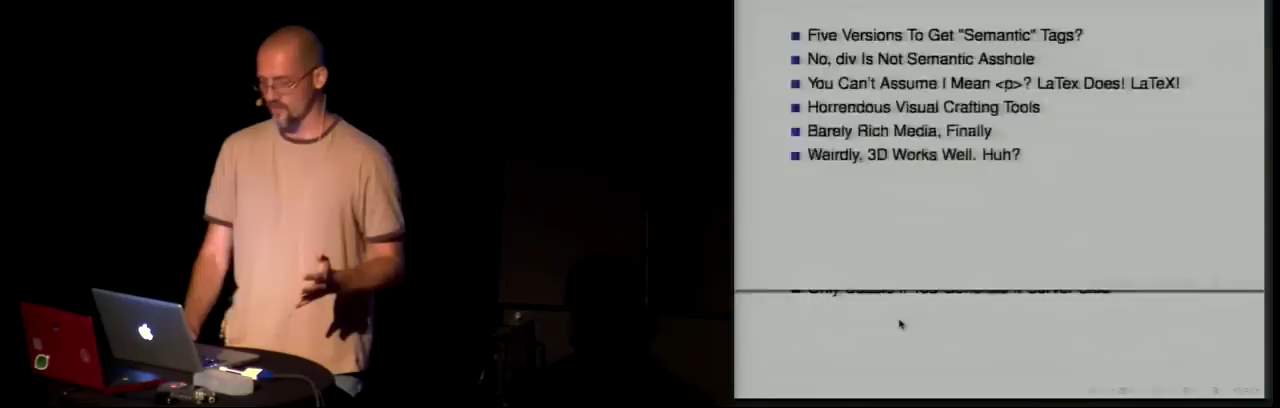 Five Versions To Get "Semantic" Tags?
No, div Is Not Semantic Asshole
You Can't Assume I Mean <p>? LaTex Does! LaTeX!
Horrendous Visual Crafting Tools
Barely Rich Media, Finally
Wairdly, 3D Works Well. Huh?